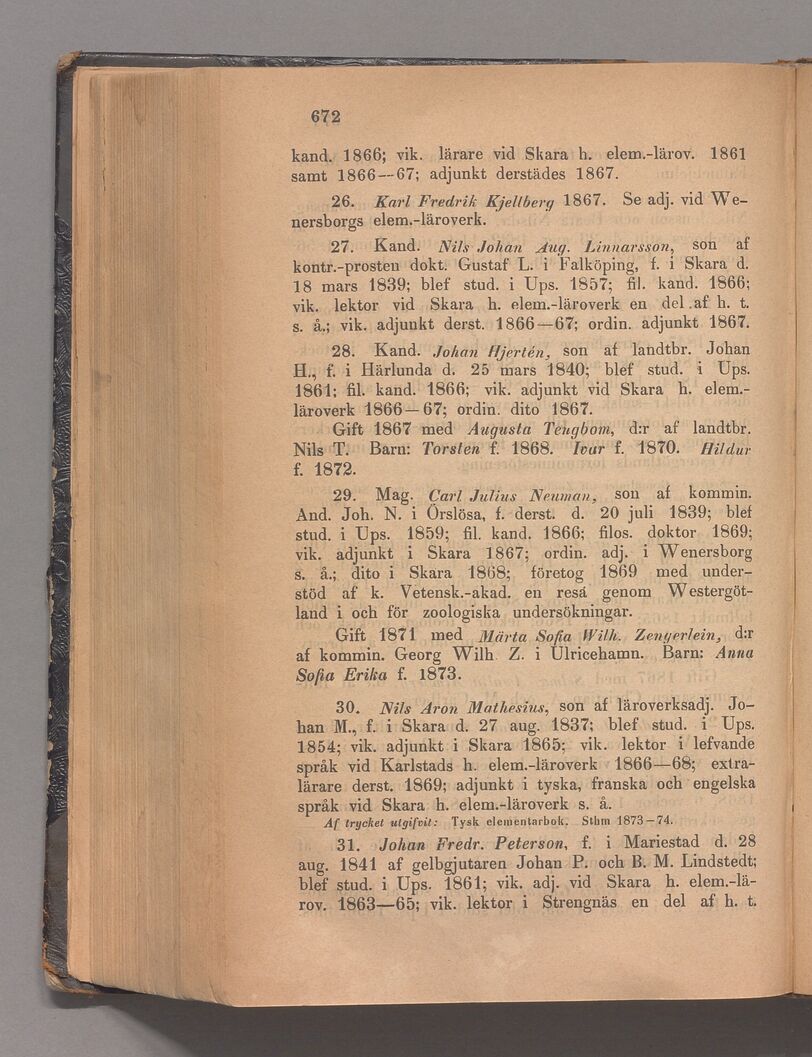 672
kand. 1866; vik. lärare vid Skara h. elem.-lärov. 1861
samt 1866—67; adjunkt derstädes 1867.
26. Karl Fredrik Kjellberg 1867. Se adj. vid We-
nersborgs elem.-läroverk.
27. Kand. Nils Johan Aug. Linnarsson, son af
kontr.-prosten dokt. Gustaf L. i Falköping, f. i Skara d.
18 mars 1839; blef stud. i Ups. 1857; fil. kand. 1866;
vik. lektor vid Skara h. elem.-läroverk en del af h. t.
s. å.; vik. adjunkt derst. 1866—67; ordin. adjunkt 1867.
28. Kand. Johan Hjertén, son af landtbr. Johan
H., f. i Härlunda d. 25 mars 1840; blef stud. i Ups.
1861; fil. kand. 1866; vik. adjunkt vid Skara h. elem.-
läroverk 1866—67; ordin. dito 1867.
Gift 1867 med Augusta Tengbom, d:r af landtbr.
Nils T. Barn: Torsten f. 1868. Ivar f. 1870. Hildur
f. 1872.
29. Mag. Carl Julius Neuman, son af kommin.
And. Joh. N. i Örslösa, f. derst. d. 20 juli 1839; blef
stud. i Ups. 1859; fil. kand. 1866; filos. doktor 1869;
vik. adjunkt i Skara 1867; ordin. adj. i Wenersborg
s. å.; dito i Skara 1868; företog 1869 med under-
stöd af k. Vetensk.-akad. en resa genom Westergöt-
land i och för zoologiska undersökningar.
Gift 1871 med Märta Sofia Wilh. Zengerlein, d:r
af kommin. Georg Wilh. Z. i Ulricehamn. Barn: Anna
Sofia Erika f. 1873.
30. Nils Aron Mathesius, son af läroverksadj. Jo-
han M., f. i Skara d. 27 aug. 1837; blef stud. i Ups.
1854; vik. adjunkt i Skara 1865; vik. lektor i lefvande
språk vid Karlstads h. elem.-läroverk 1866—68; extra-
lärare derst. 1869; adjunkt i tyska, franska och engelska
språk vid Skara h. elem.-läroverk s. å.
Af trycket utgifvit: Tysk elementarbok. Sthm 1873—74.
31. Johan Fredr. Peterson, f. i Mariestad d. 28
aug. 1841 af gelbgjutaren Johan P. och B. M. Lindstedt;
blef stud. i Ups. 1861; vik. adj. vid Skara h. elem.-lä-
rov. 1863—65; vik. lektor i Strengnäs en del af h. t.